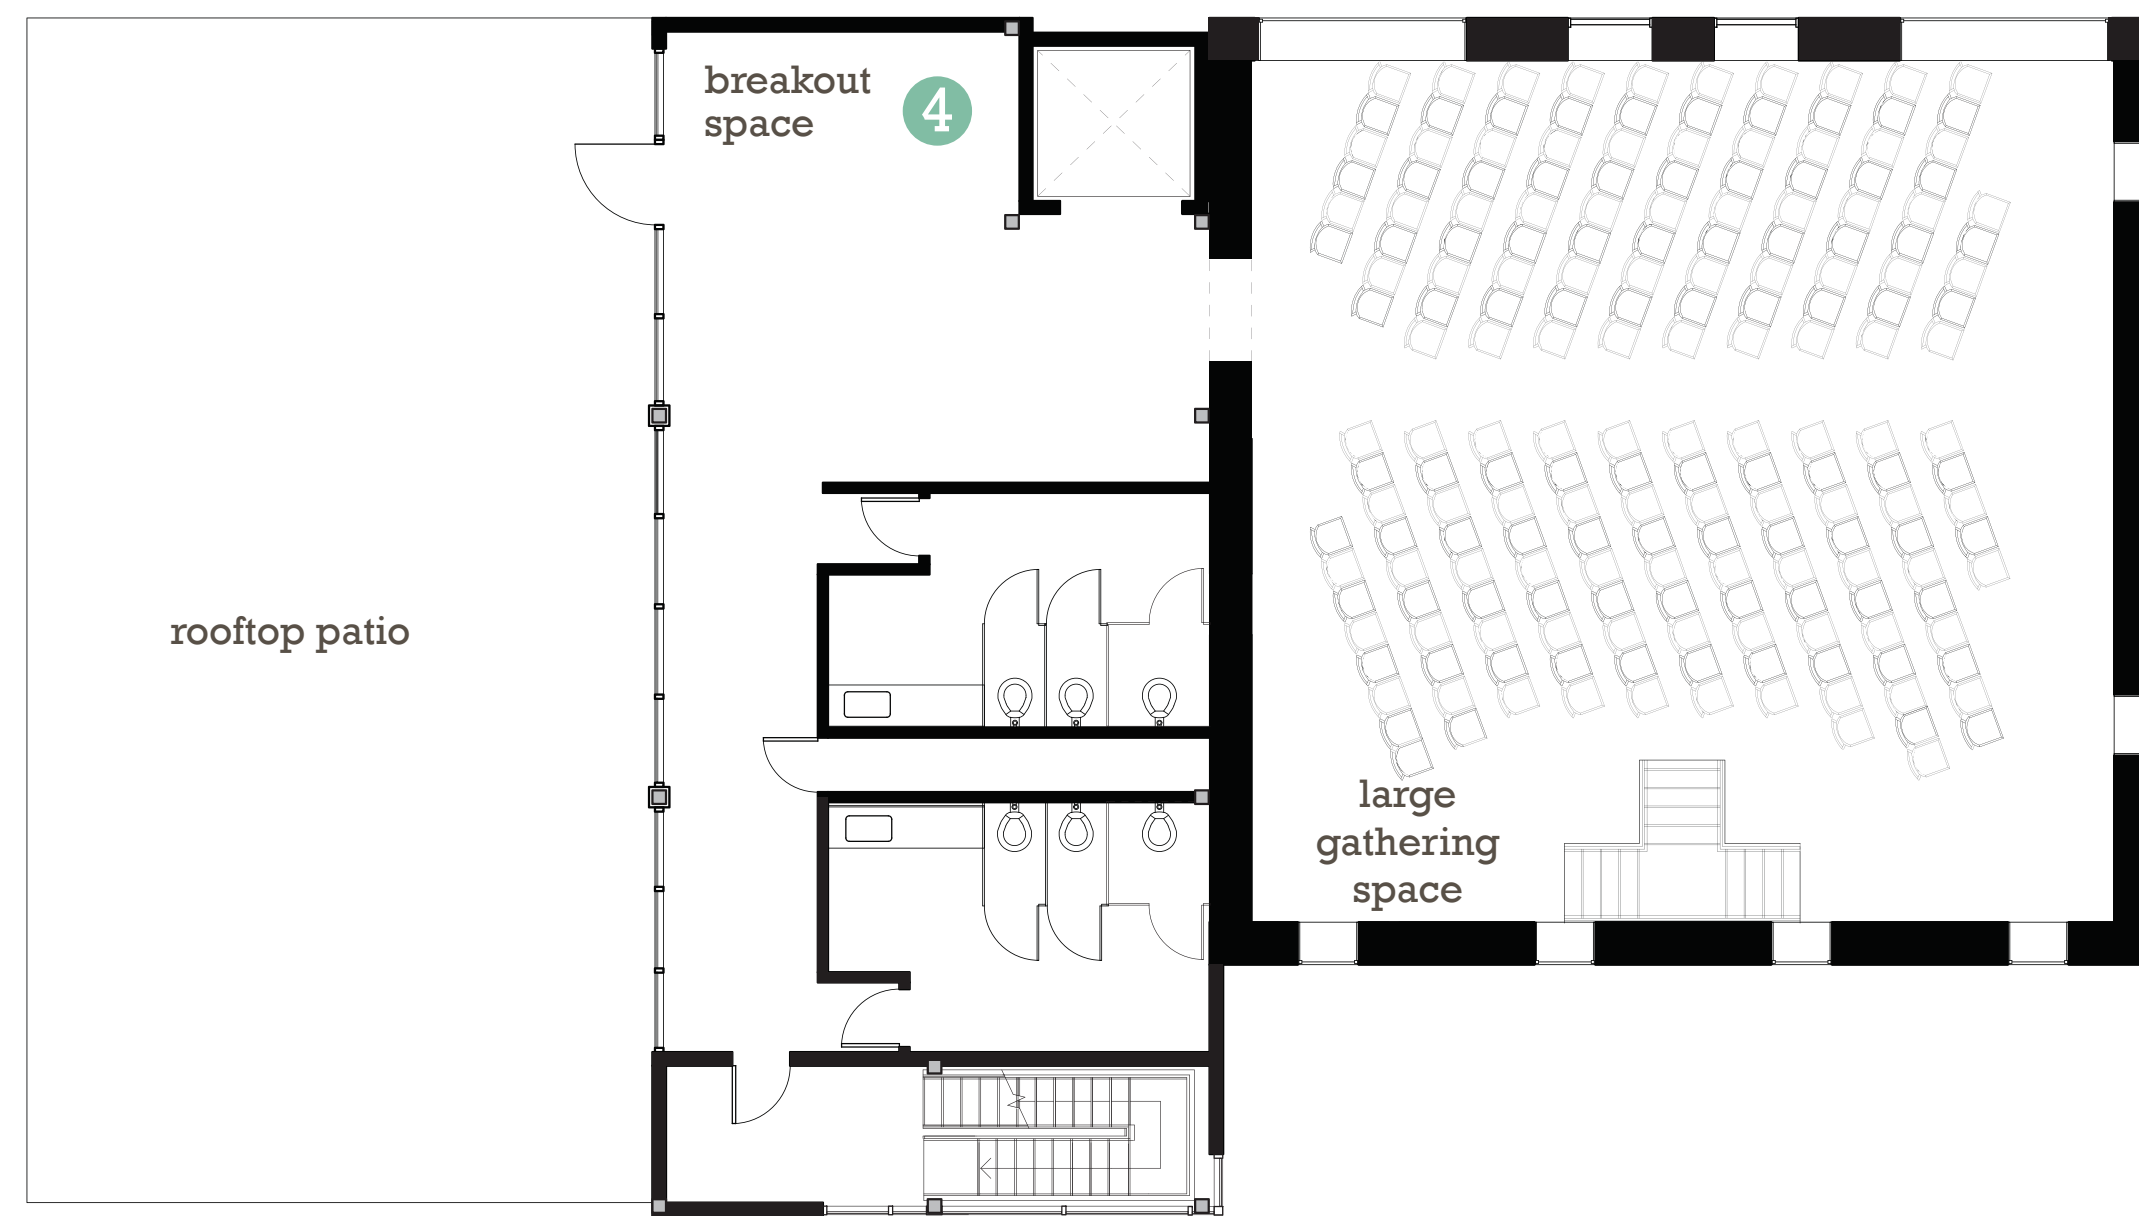 breakout
space
4
rooftop patio
large
gathering
space